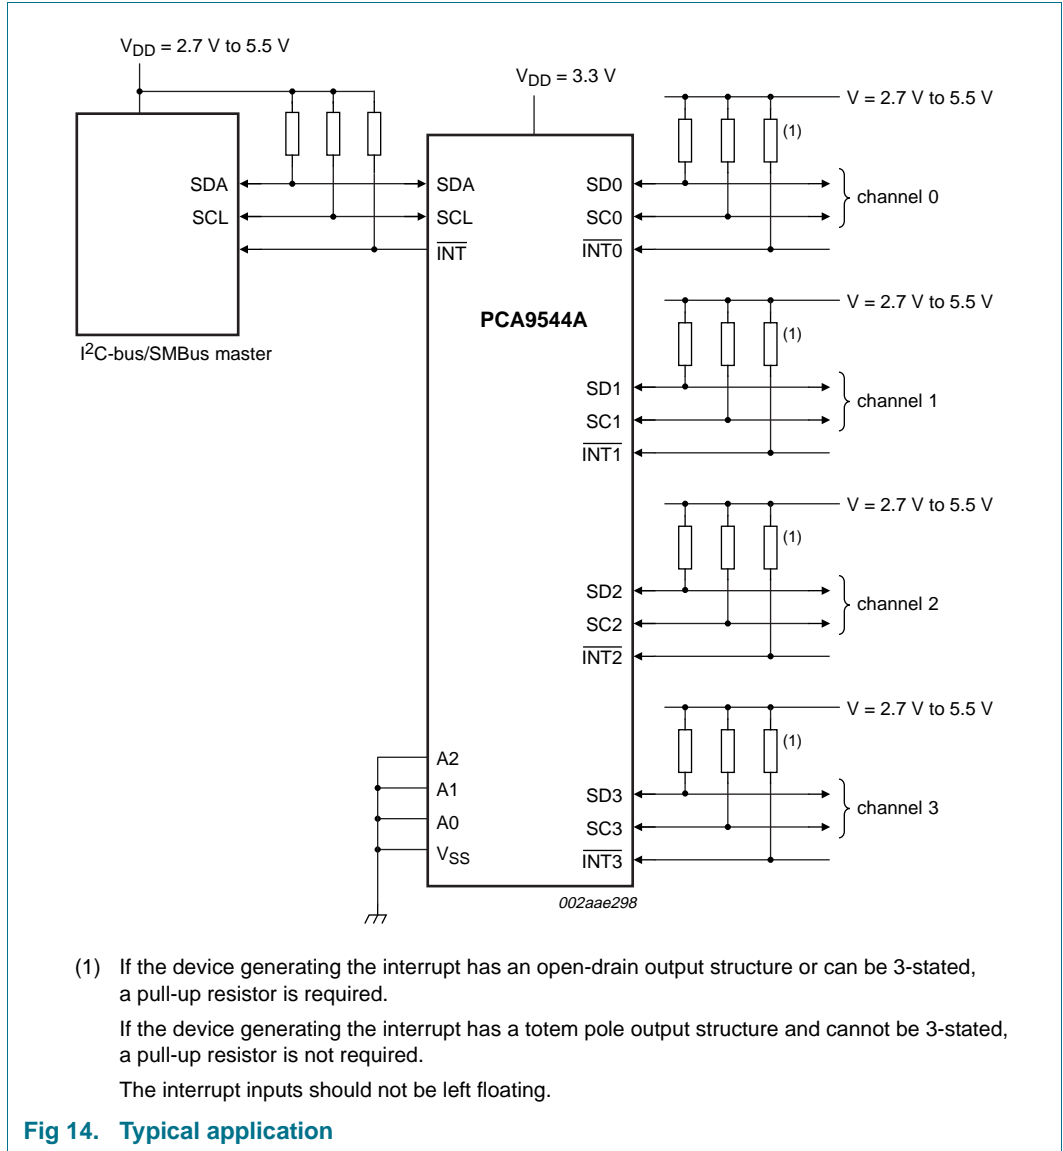 VDD = 2.7 V to 5.5 V
VDD = 3.3 V
V = 2.7 V to 5.5 V
(1)
SDA
SCL
SDA
SCL
INT
SD0
SC0
INT0
channel 0
PCA9544A
I2C-bus/SMBus master
V = 2.7 V to 5.5 V
(1)
SD1
SC1
INT1
channel 1
V = 2.7 V to 5.5 V
(1)
SD2
SC2
INT2
channel 2
V = 2.7 V to 5.5 V
(1)
A2
A1
A0
VSS
SD3
SC3
INT3
channel 3
002aae298
(1) If the device generating the interrupt has an open-drain output structure or can be 3-stated,
a pull-up resistor is required.
If the device generating the interrupt has a totem pole output structure and cannot be 3-stated,
a pull-up resistor is not required.
The interrupt inputs should not be left floating.
Fig 14. Typical application